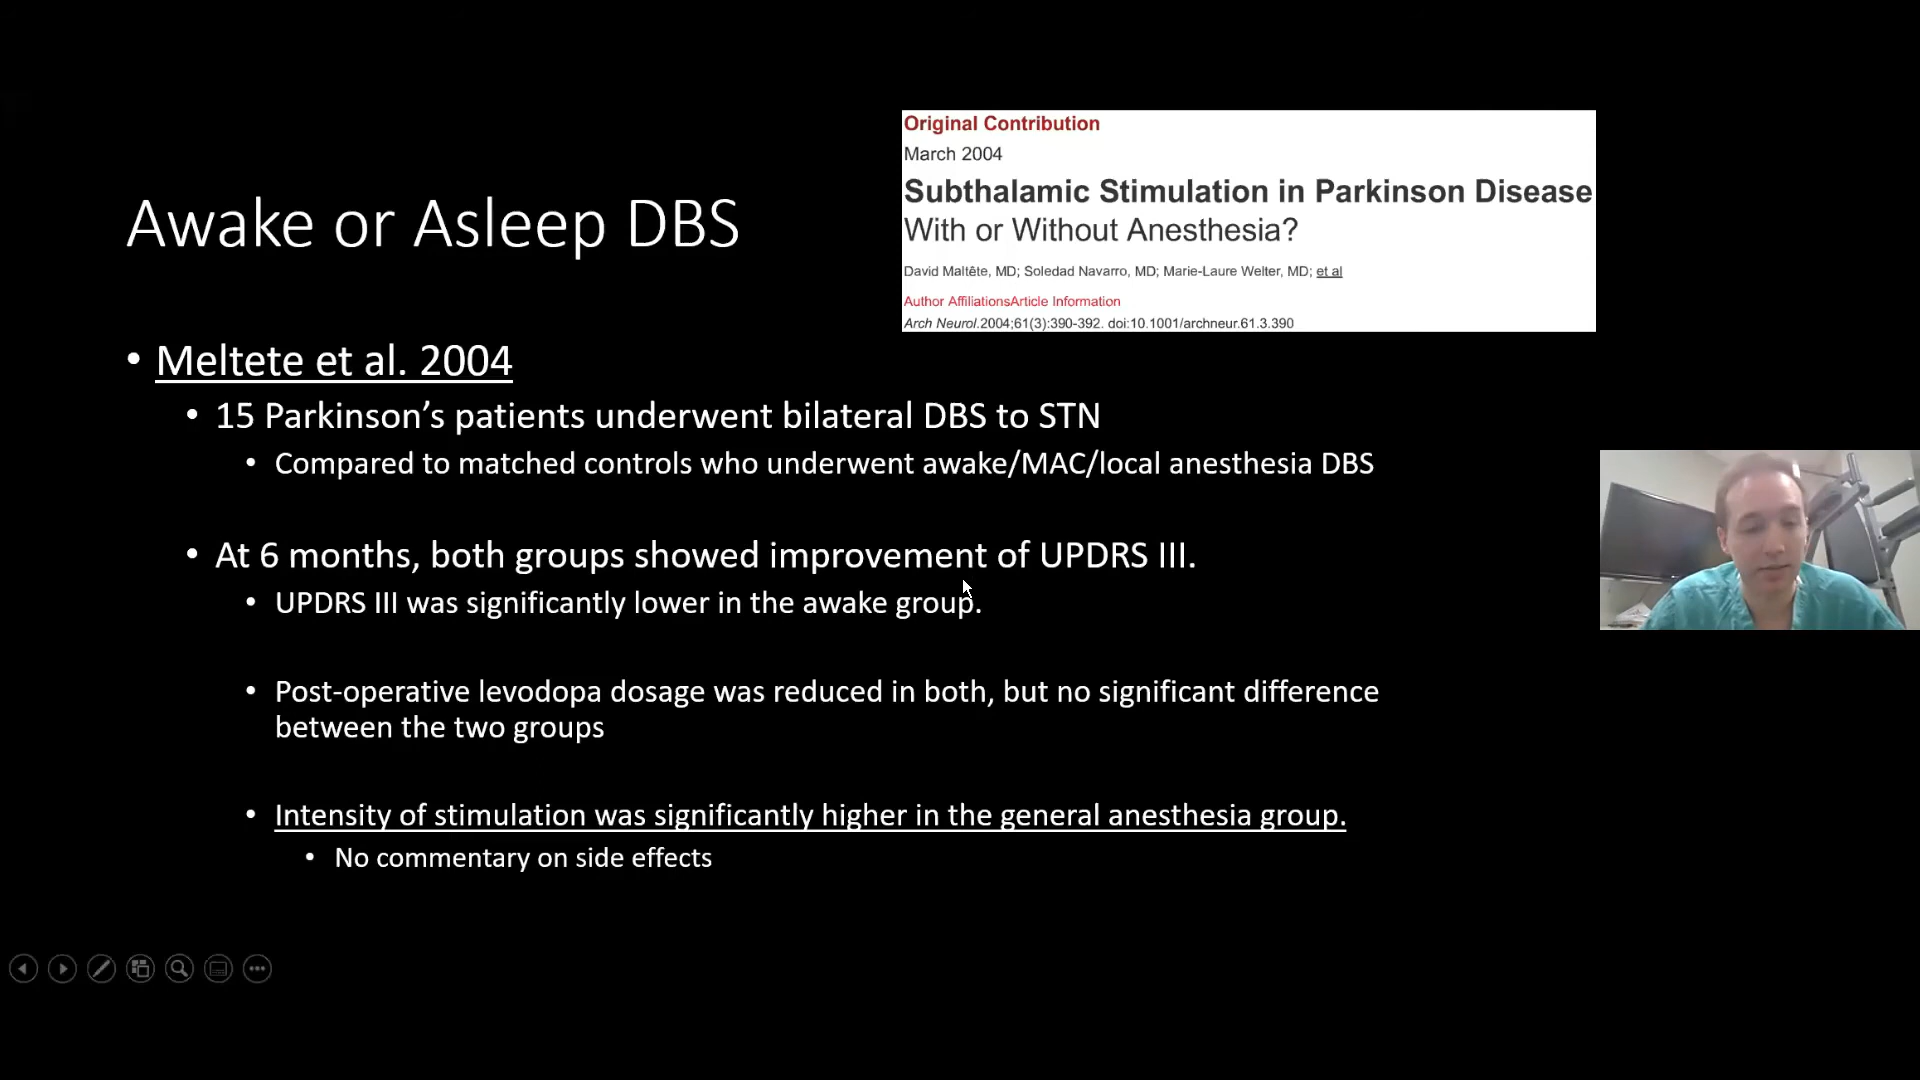 Original Contribution
March 2004
Subthalamic Stimulation in Parkinson Disease
With or Without Anesthesia?
David Maltête, MD; Soledad Navarro, MD; Marie-Laure Welter, MD; et al
Author AffiliationsArticle Information
Arch Neurol.2004;61(3):390-392. doi:10.1001/archneur.61.3.390
Awake or Asleep DBS
• Meltete et al. 2004
• 15 Parkinson’s patients underwent bilateral DBS to STN
• Compared to matched controls who underwent awake/MAC/local anesthesia DBS
• At 6 months, both groups showed improvement of UPDRS III.
• UPDRS III was significantly lower in the awake group.
• Post-operative levodopa dosage was reduced in both, but no significant difference
between the two groups
• Intensity of stimulation was significantly higher in the general anesthesia group.
• No commentary on side effects